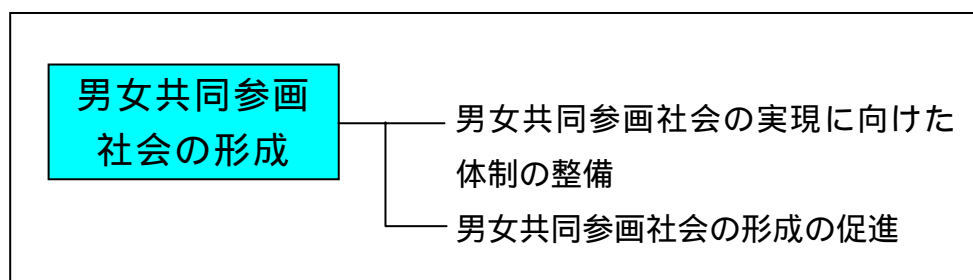 男女共同参画
社会の形成
男女共同参画社会の実現に向けた
体制の整備
男女共同参画社会の形成の促進